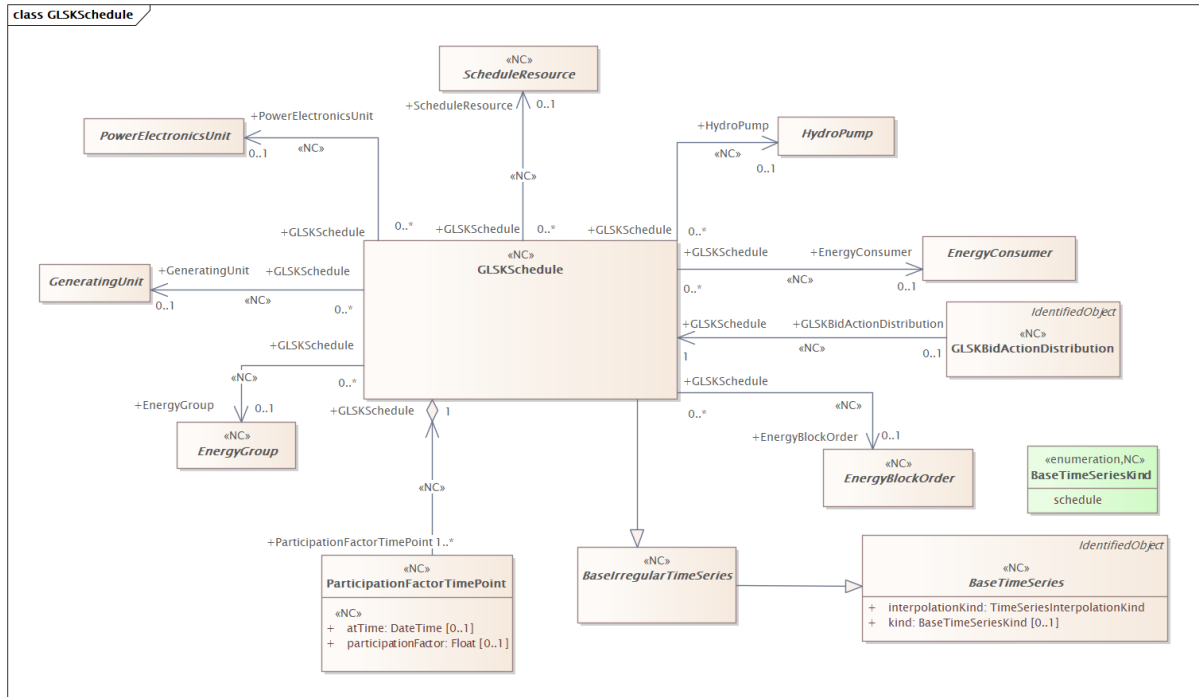 class GLSKSchedule
«NC»
ScheduleResource
+ScheduleResource
0..1
«NC»
+GLSKSchedule
0..*
+PowerElectronicsUnit
PowerElectronicsUnit
0..1
«NC»
0..*
+GLSKSchedule
+HydroPump
HydroPump
«NC»
0..1
+GLSKSchedule
0..*
«NC»
GLSKSchedule
+GLSKSchedule
+EnergyConsumer
EnergyConsumer
«NC»
0..*
0..1
+GeneratingUnit
+GLSKSchedule
GeneratingUnit
0..1
«NC»
0..*
IdentifiedObject
«NC»
GLSKBidActionDistribution
+GLSKSchedule
+GLSKBidActionDistribution
1
«NC»
0..1
+GLSKSchedule
«NC»
0..*
+EnergyGroup
0..1
«NC»
EnergyGroup
+GLSKSchedule
0..*
«NC»
+EnergyBlockOrder
0..1
«NC»
EnergyBlockOrder
+GLSKSchedule
1
«NC»
+ParticipationFactorTimePoint
1..*
«enumeration,NC»
BaseTimeSeriesKind
schedule
«NC»
ParticipationFactorTimePoint
«NC»
+ atTime: DateTime [0..1]
+ participationFactor: Float [0..1]
«NC»
BaseIrregularTimeSeries
IdentifiedObject
«NC»
BaseTimeSeries
+ interpolationKind: TimeSeriesInterpolationKind
+ kind: BaseTimeSeriesKind [0..1]